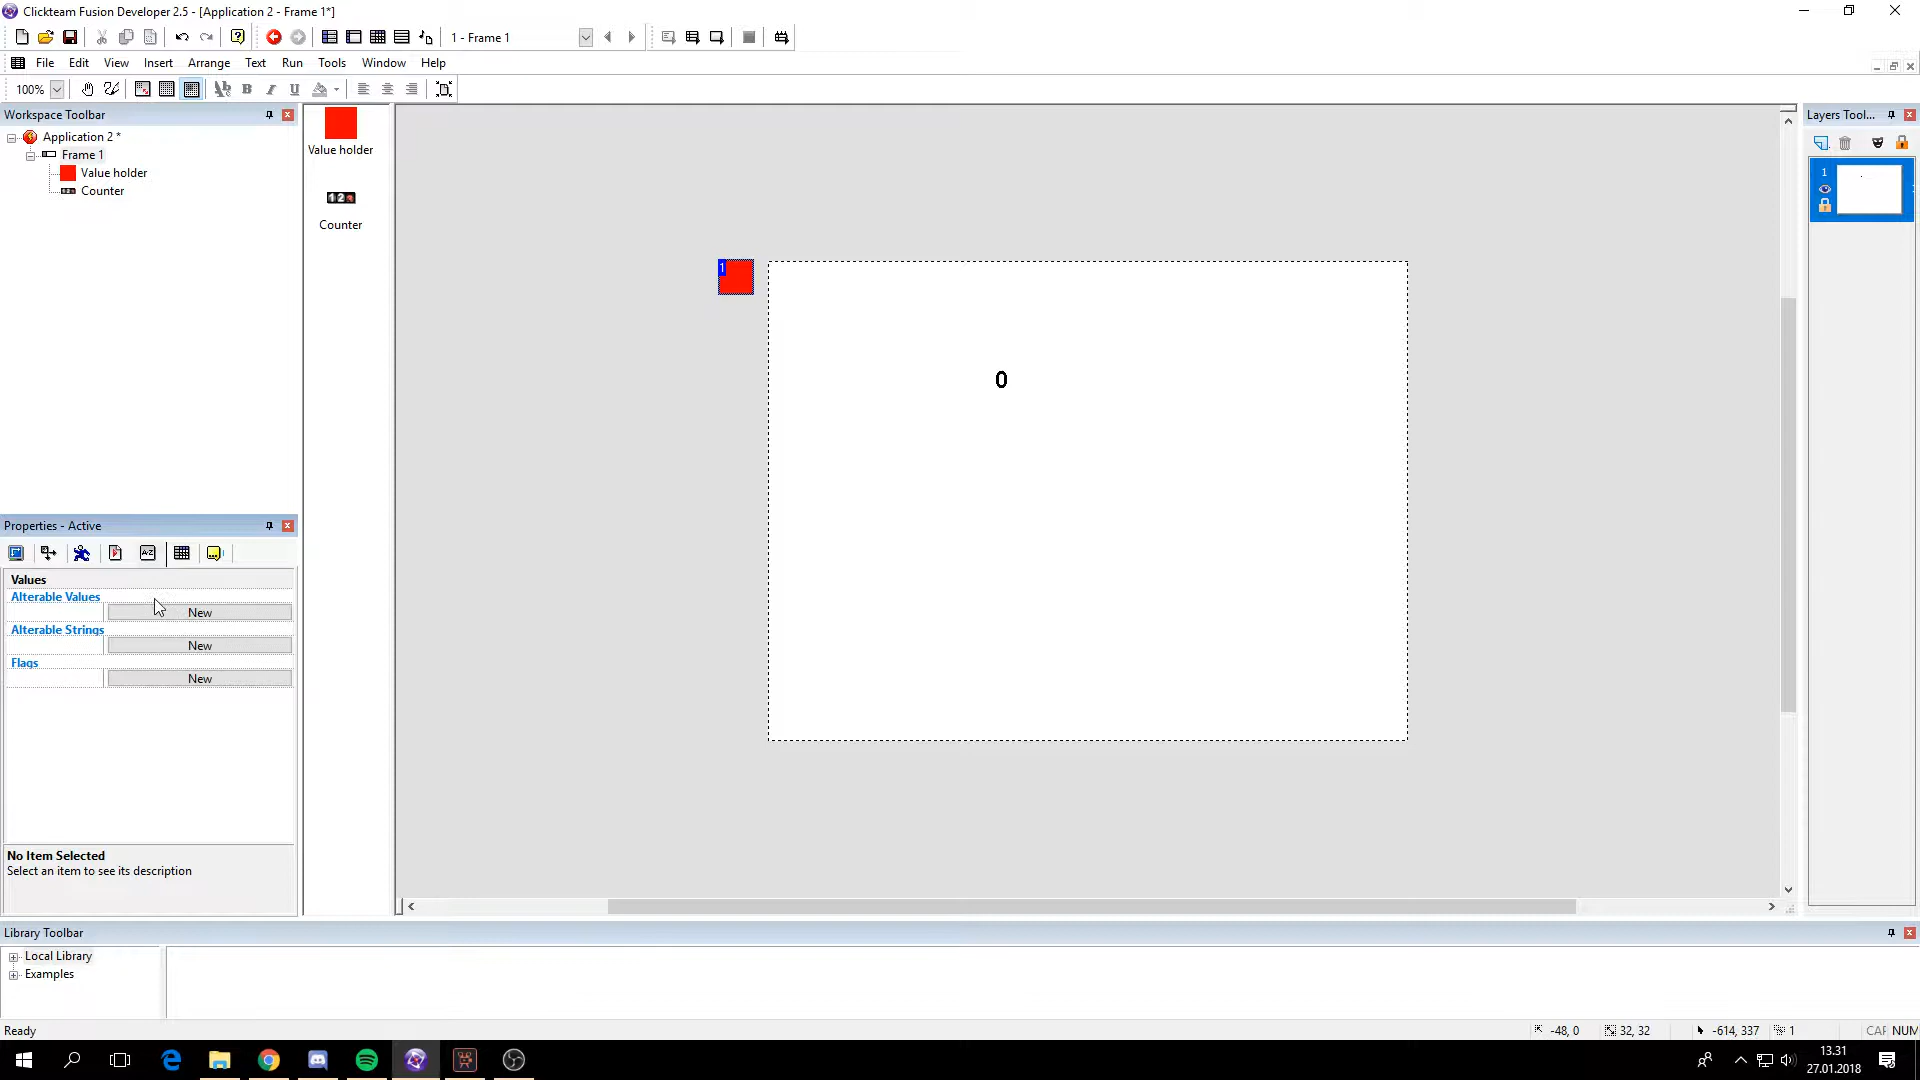 Clickteam Fusion Developer 2.5 - [Application 2 - Frame 1*]
1 - Frame 1
File Edit View Insert Arrange Text Run Tools Window Help
100%
Workspace Toolbar
Application 2 *
Frame 1
Value holder
Counter
Value holder
Counter
1
0
Layers Tool...
1
Properties - Active
Values
Alterable Values
New
Alterable Strings
New
Flags
New
No Item Selected
Select an item to see its description
Library Toolbar
Local Library
Examples
Ready
-48, 0
32, 32
-614, 337
1
CAP NUM
13.31
27.01.2018